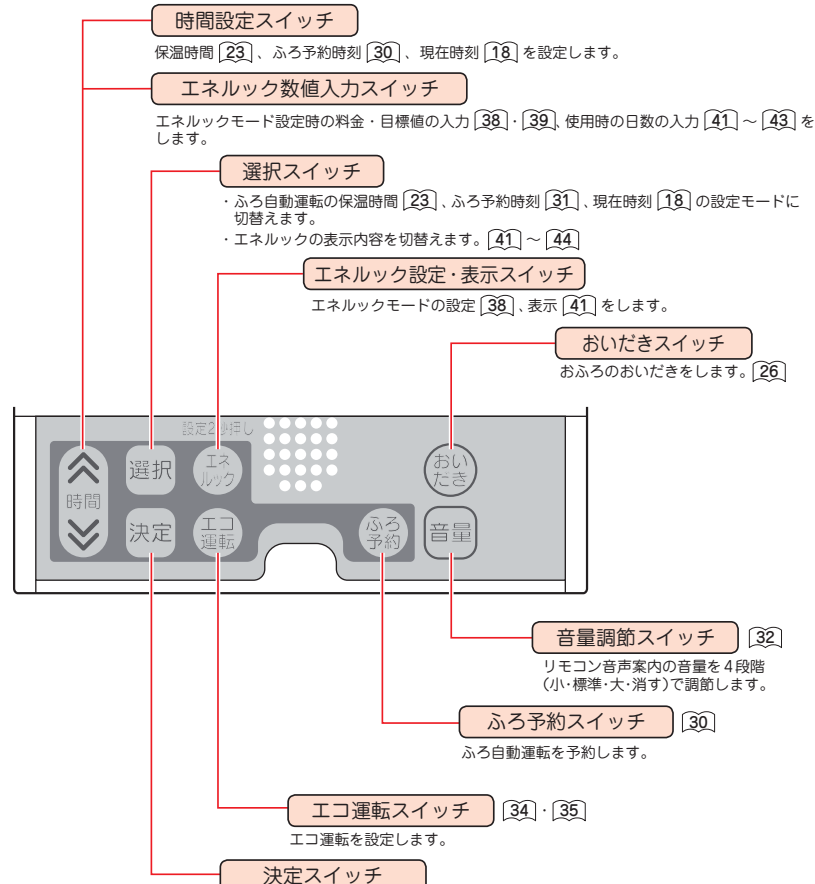 時間設定スイッチ
保温時間 23 、ふろ予約時刻 30 、現在時刻 18 を設定します。
エネルック数値入力スイッチ
エネルックモード設定時の料金・目標値の入力 38 ・ 39 、使用時の日数の入力 41 ～ 43 を
します。
選択スイッチ
・ふろ自動運転の保温時間 23 、ふろ予約時刻 31 、現在時刻 18 の設定モードに
切替えます。
・エネルックの表示内容を切替えます。 41 ～ 44
エネルック設定・表示スイッチ
エネルックモードの設定 38 、表示 41 をします。
おいだきスイッチ
おふろのおいだきをします。 26
設定2秒押し
時間
選択
エネ
ルック
おい
だき
決定
エコ
運転
ふろ
予約
音量
音量調節スイッチ 32
リモコン音声案内の音量を4段階
(小・標準・大・消す)で調節します。
ふろ予約スイッチ 30
ふろ自動運転を予約します。
エコ運転スイッチ 34 ・ 35
エコ運転を設定します。
決定スイッチ